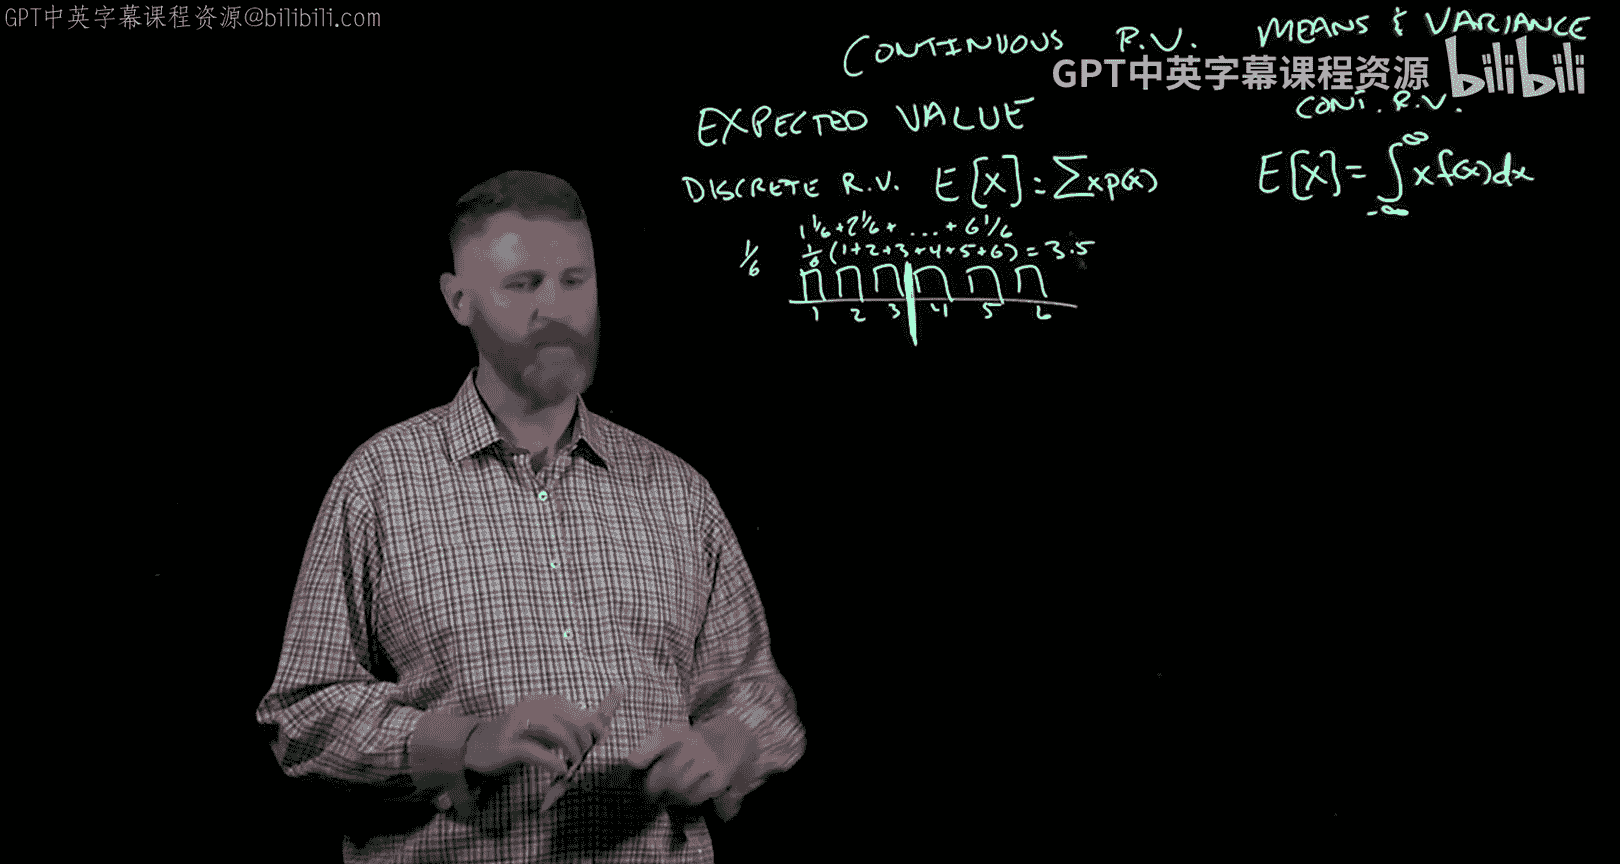 GPT中英字幕课程资源@bilibili.com
CONTINUOUS R.V. MEANS & VARIANCE
GPT中英字幕课程资源 bilibili
EXPECTED VALUE
CONT. R.V.
DISCRETE R.V. E[X] = ∑xp(x)
E[X] = ∫_{-∞}^{∞} x f(x) dx
1 1/6 + 2 1/6 + ... + 6 1/6
1/6
1/6 (1+2+3+4+5+6) = 3.5
1 2 3 4 5 6